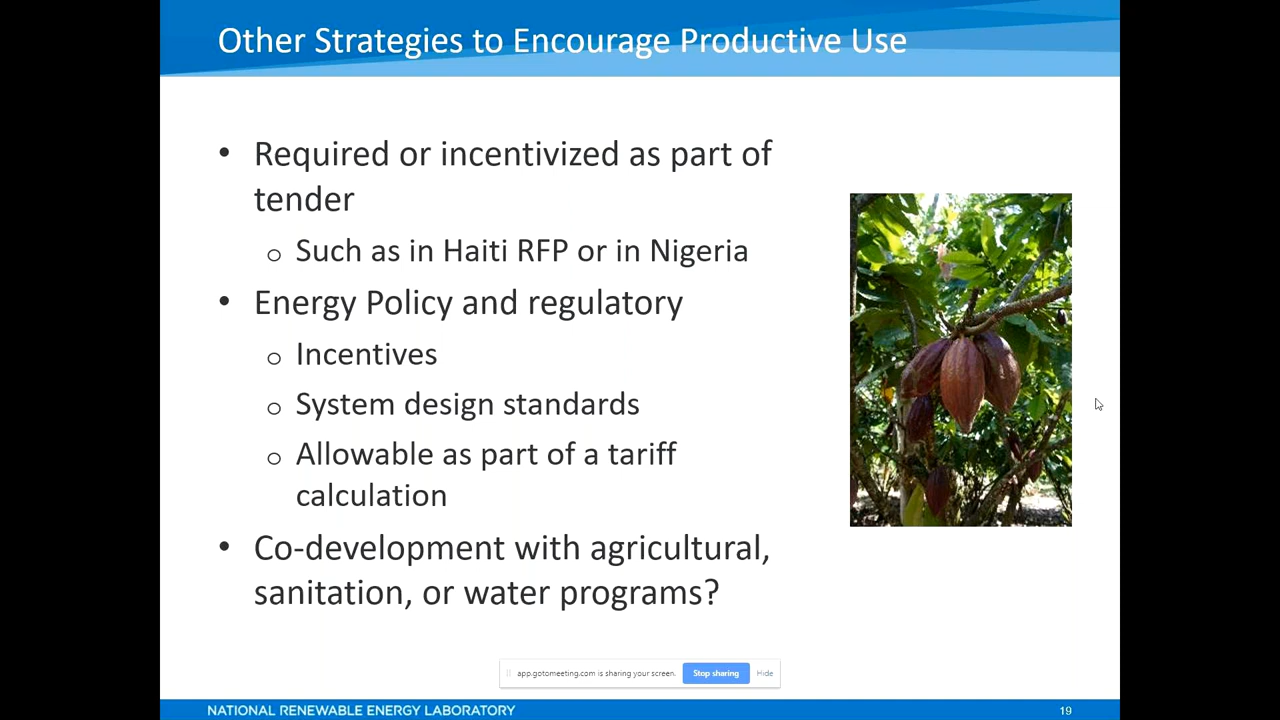 Other Strategies to Encourage Productive Use
• Required or incentivized as part of
tender
o Such as in Haiti RFP or in Nigeria
• Energy Policy and regulatory
o Incentives
o System design standards
o Allowable as part of a tariff
calculation
• Co-development with agricultural,
sanitation, or water programs?
app.gotomeeting.com is sharing your screen. Stop sharing Hide
NATIONAL RENEWABLE ENERGY LABORATORY 19